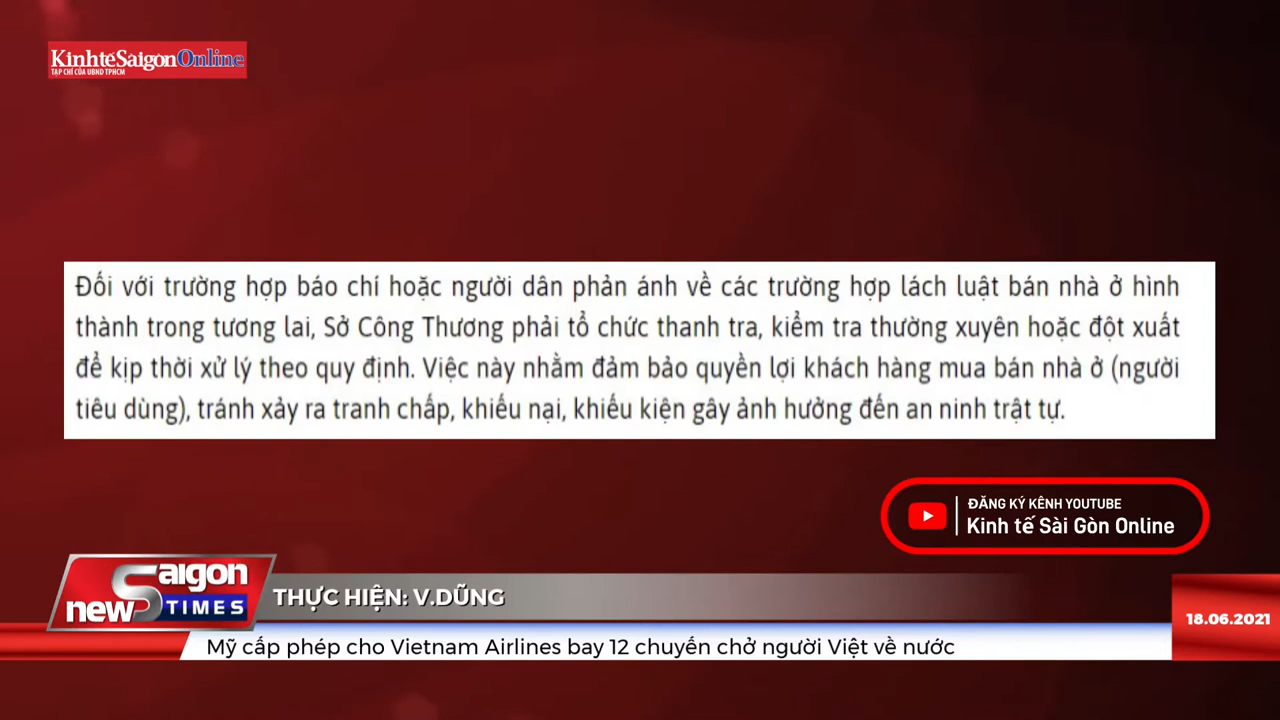 KinhtếSàigònOnline
TẠP CHÍ CỦA UBND TPHCM
Đối với trường hợp báo chí hoặc người dân phản ánh về các trường hợp lách luật bán nhà ở hình
thành trong tương lai, Sở Công Thương phải tổ chức thanh tra, kiểm tra thường xuyên hoặc đột xuất
để kịp thời xử lý theo quy định. Việc này nhằm đảm bảo quyền lợi khách hàng mua bán nhà ở (người
tiêu dùng), tránh xảy ra tranh chấp, khiếu nại, khiếu kiện gây ảnh hưởng đến an ninh trật tự.
ĐĂNG KÝ KÊNH YOUTUBE
Kinh tế Sài Gòn Online
Saigon
newS TIMES
THỰC HIỆN: V.DŨNG
18.06.2021
Mỹ cấp phép cho Vietnam Airlines bay 12 chuyến chở người Việt về nước